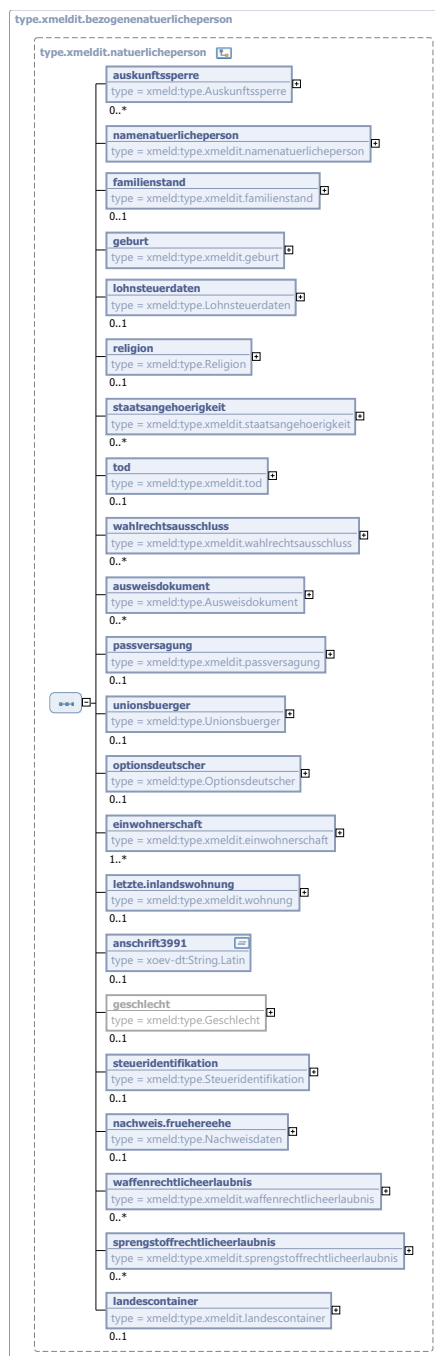 type.xmeldit.bezogenenatuerlicheperson
type.xmeldit.natuerlicheperson
auskunftssperre
type = xmeld:type.Auskunftssperre
0..*
namenatuerlicheperson
type = xmeld:type.xmeldit.namenatuerlicheperson
familienstand
type = xmeld:type.xmeldit.familienstand
0..1
geburt
type = xmeld:type.xmeldit.geburt
lohnsteuerdaten
type = xmeld:type.Lohnsteuerdaten
0..1
religion
type = xmeld:type.Religion
0..1
staatsangehoerigkeit
type = xmeld:type.xmeldit.staatsangehoerigkeit
0..*
tod
type = xmeld:type.xmeldit.tod
0..1
wahlrechtsausschluss
type = xmeld:type.xmeldit.wahlrechtsausschluss
0..*
ausweisdokument
type = xmeld:type.Ausweisdokument
0..*
passversagung
type = xmeld:type.xmeldit.passversagung
0..1
unionsbuerger
type = xmeld:type.Unionsbuerger
0..1
optionsdeutscher
type = xmeld:type.Optionsdeutscher
0..1
einwohnerschaft
type = xmeld:type.xmeldit.einwohnerschaft
1..*
letzte.inlandswohnung
type = xmeld:type.xmeldit.wohnung
0..1
anschrift3991
type = xoev-dt:String.Latin
0..1
geschlecht
type = xmeld:type.Geschlecht
0..1
steueridentifikation
type = xmeld:type.Steueridentifikation
0..1
nachweis.fruehereehe
type = xmeld:type.Nachweisdaten
0..1
waffenrechtlicheerlaubnis
type = xmeld:type.xmeldit.waffenrechtlicheerlaubnis
0..*
sprengstoffrechtlicheerlaubnis
type = xmeld:type.xmeldit.sprengstoffrechtlicheerlaubnis
0..*
landescontainer
type = xmeld:type.xmeldit.landescontainer
0..1